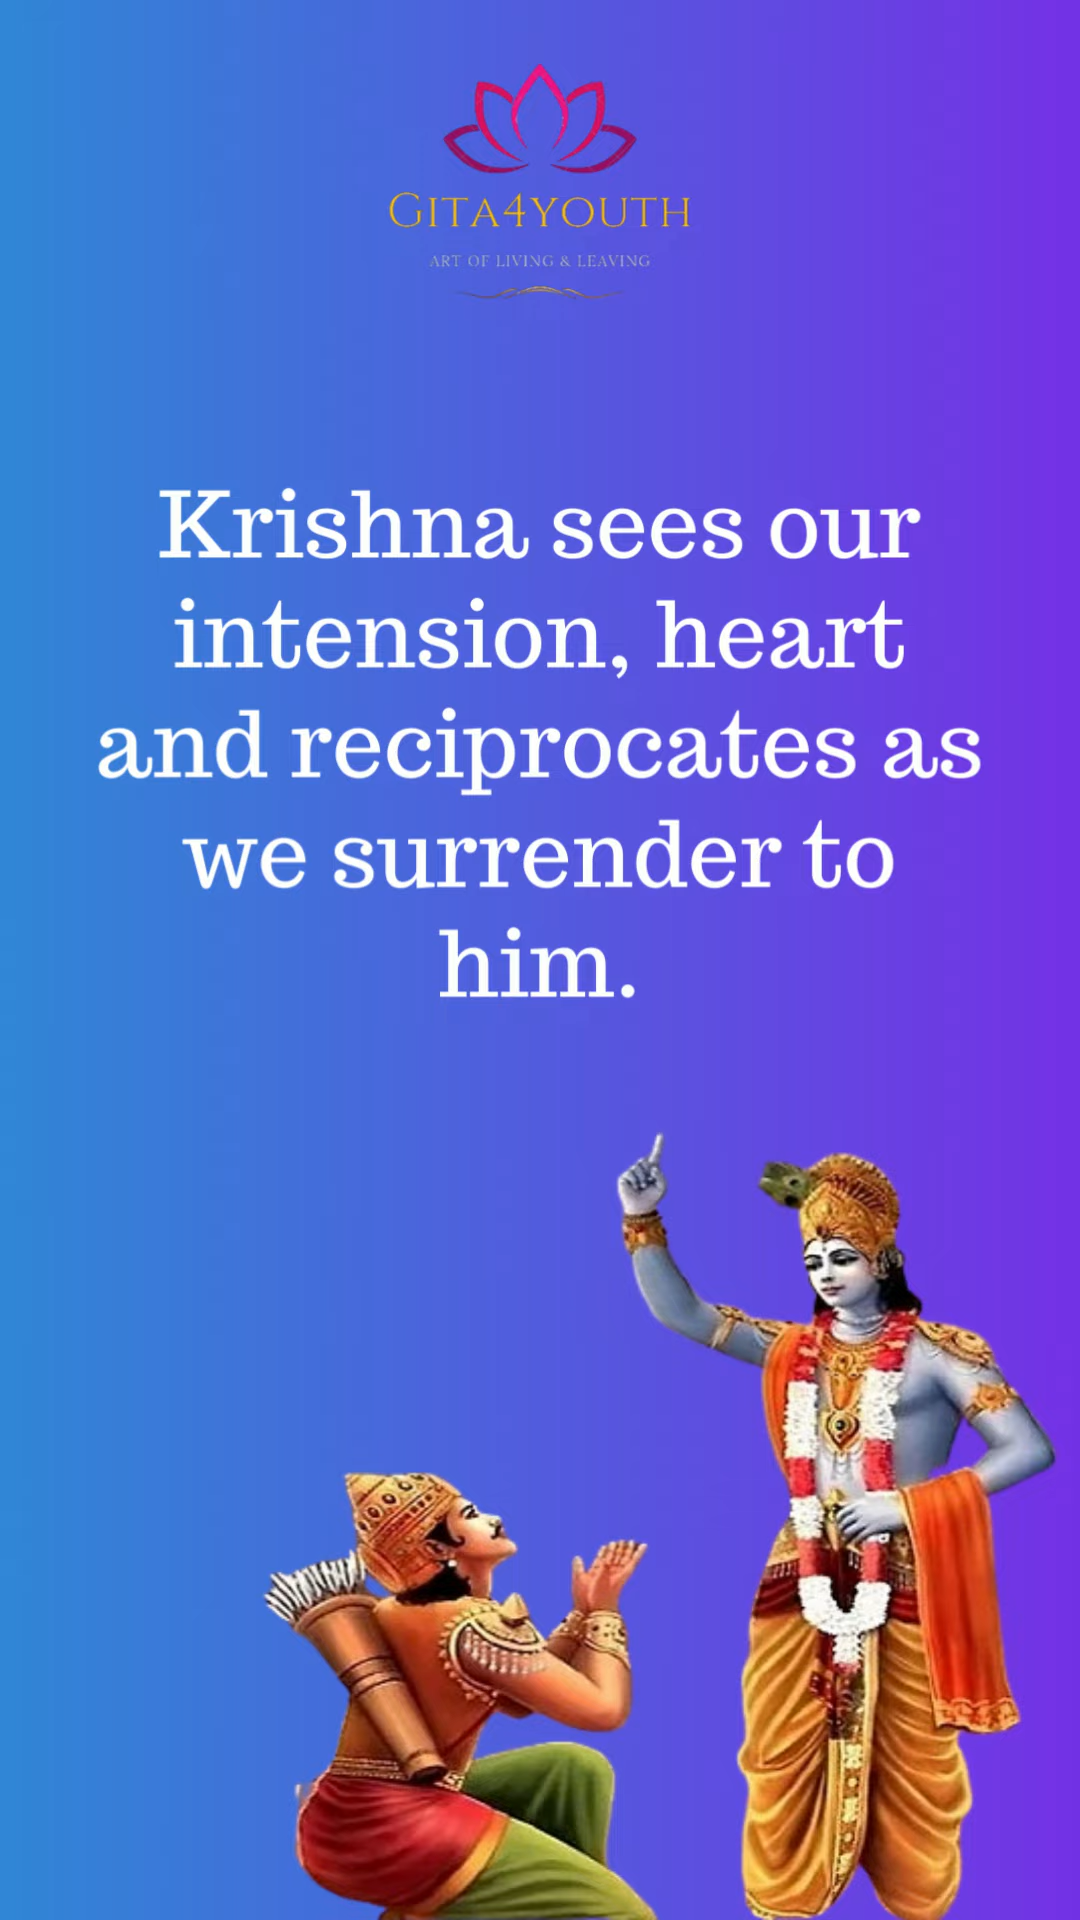 GITA4YOUTH
ART OF LIVING & LEAVING
Krishna sees our
intension, heart
and reciprocates as
we surrender to
him.